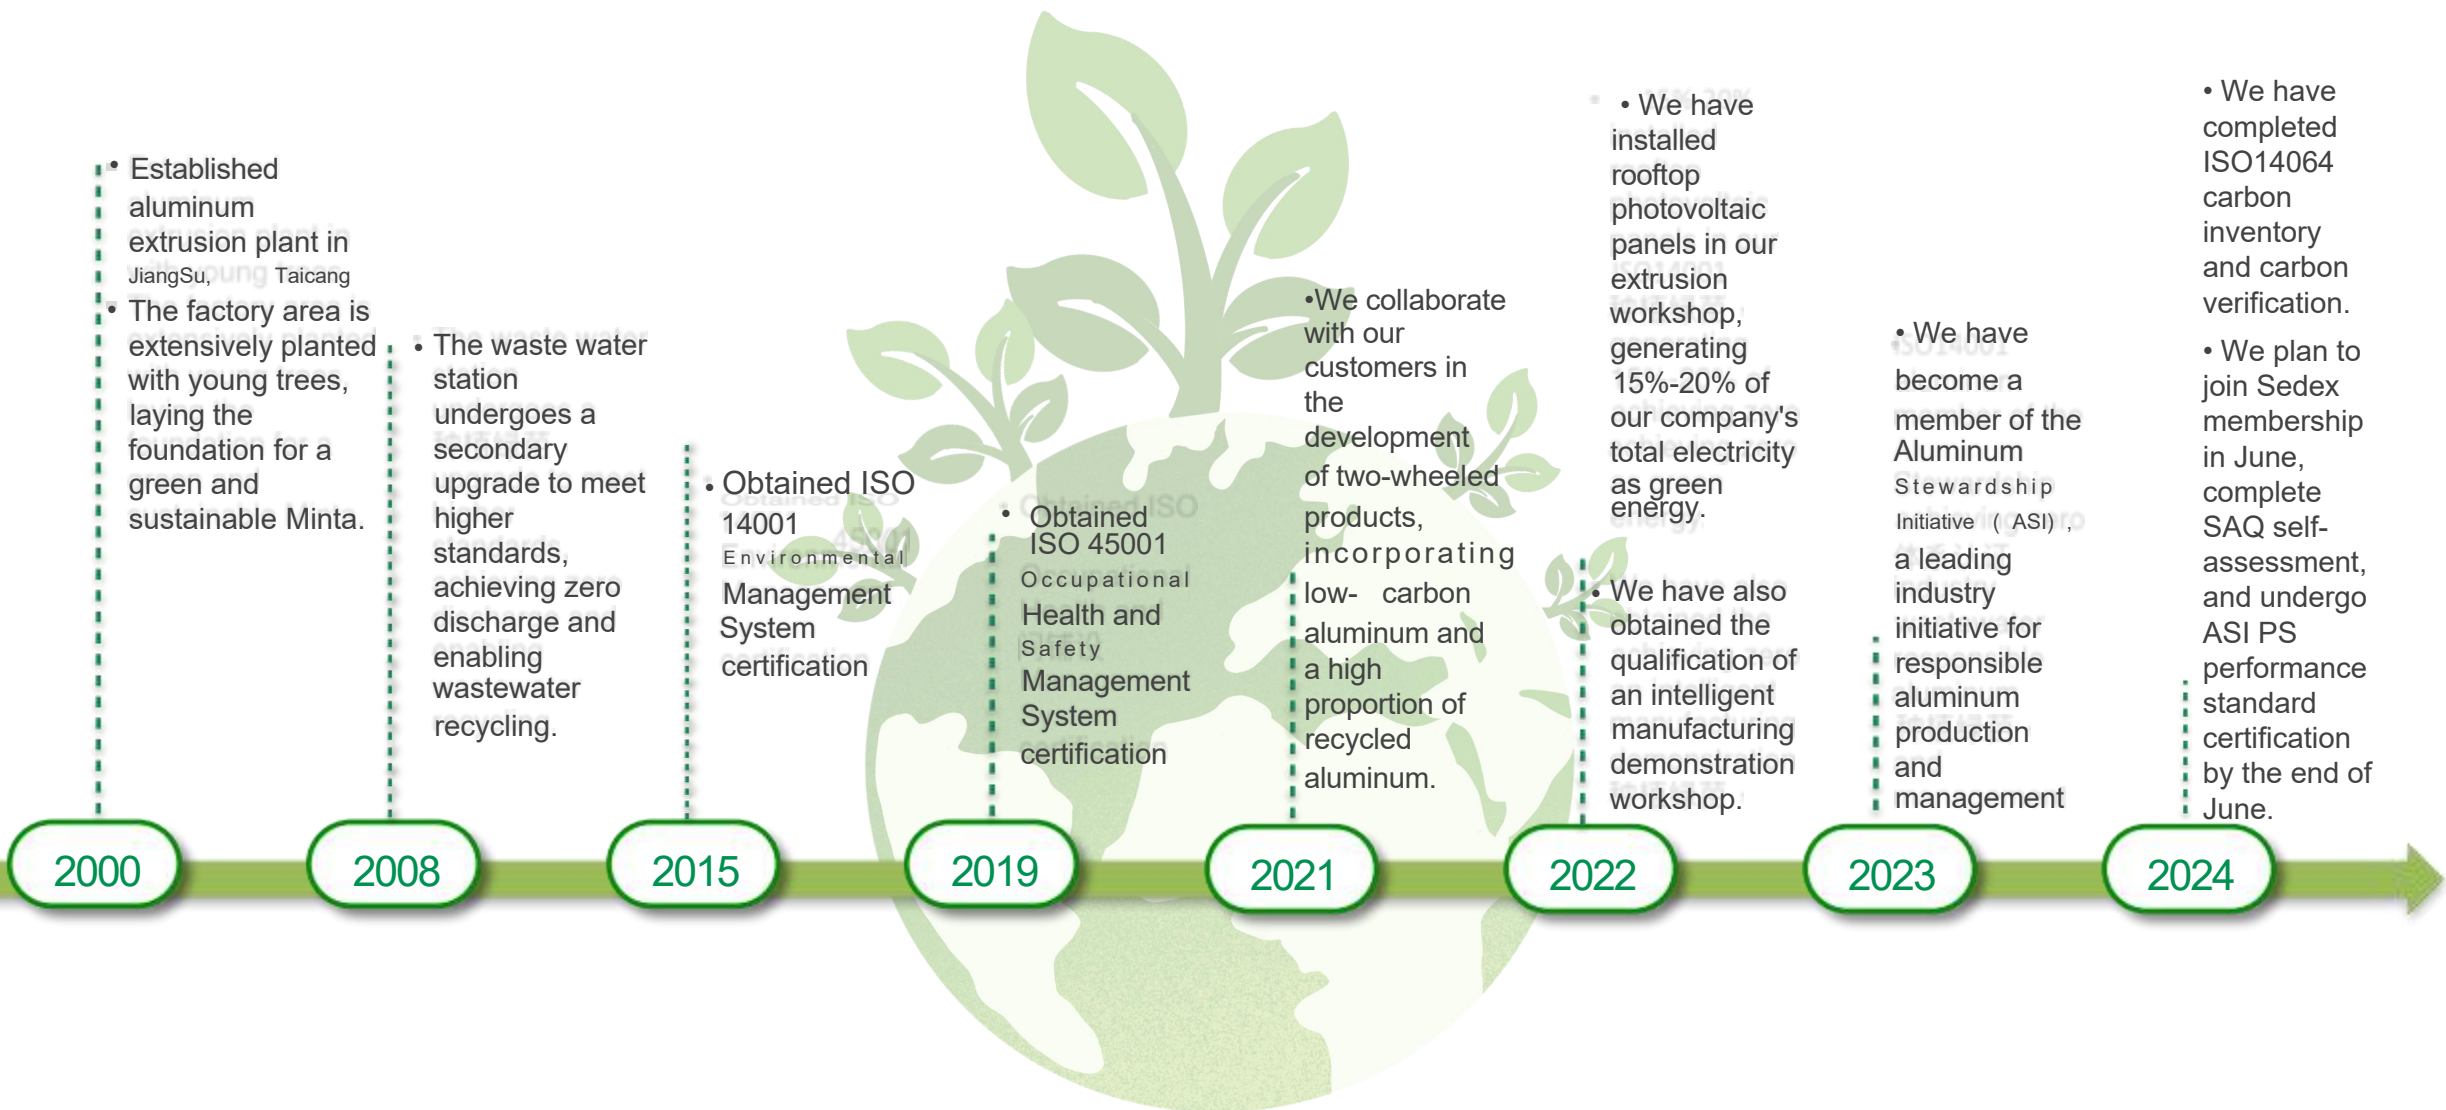 • Established
aluminum
extrusion plant in
JiangSu, Taicang
• The factory area is
extensively planted
with young trees,
laying the
foundation for a
green and
sustainable Minta.
• The waste water
station
undergoes a
secondary
upgrade to meet
higher
standards,
achieving zero
discharge and
enabling
wastewater
recycling.
• Obtained ISO
14001
Environmental
Management
System
certification
• Obtained
ISO 45001
Occupational
Health and
Safety
Management
System
certification
•We collaborate
with our
customers in
the
development
of two-wheeled
products,
incorporating
low- carbon
aluminum and
a high
proportion of
recycled
aluminum.
• We have
installed
rooftop
photovoltaic
panels in our
extrusion
workshop,
generating
15%-20% of
our company's
total electricity
as green
energy.
• We have also
obtained the
qualification of
an intelligent
manufacturing
demonstration
workshop.
• We have
become a
member of the
Aluminum
Stewardship
Initiative ( ASI) ,
a leading
industry
initiative for
responsible
aluminum
production
and
management
• We have
completed
ISO14064
carbon
inventory
and carbon
verification.
• We plan to
join Sedex
membership
in June,
complete
SAQ self-
assessment,
and undergo
ASI PS
performance
standard
certification
by the end of
June.
2000
2008
2015
2019
2021
2022
2023
2024